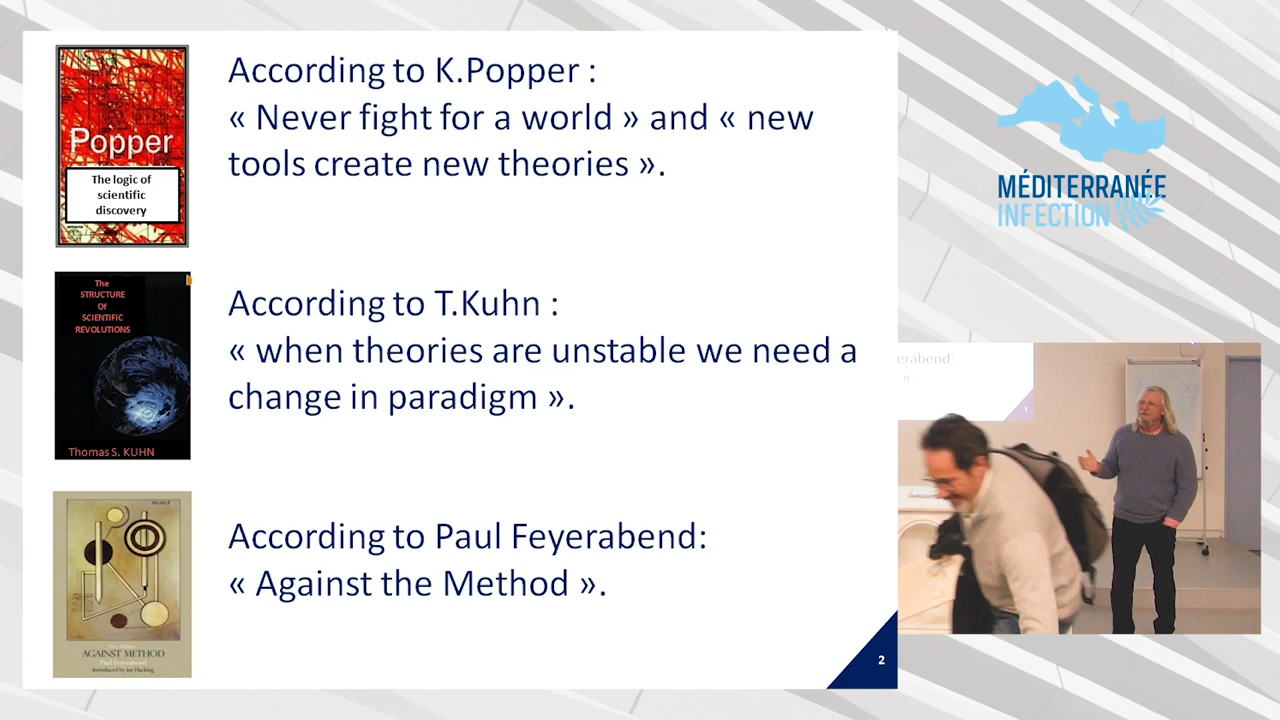 According to K.Popper :
« Never fight for a world » and « new
tools create new theories ».
Popper
The logic of
scientific
discovery
According to T.Kuhn :
« when theories are unstable we need a
change in paradigm ».
The
STRUCTURE
Of
SCIENTIFIC
REVOLUTIONS
Thomas S. KUHN
According to Paul Feyerabend:
« Against the Method ».
AGAINST METHOD
Paul Feyerabend
Introduced by Ian Hacking
2
MÉDITERRANÉE
INFECTION
erabend:
».